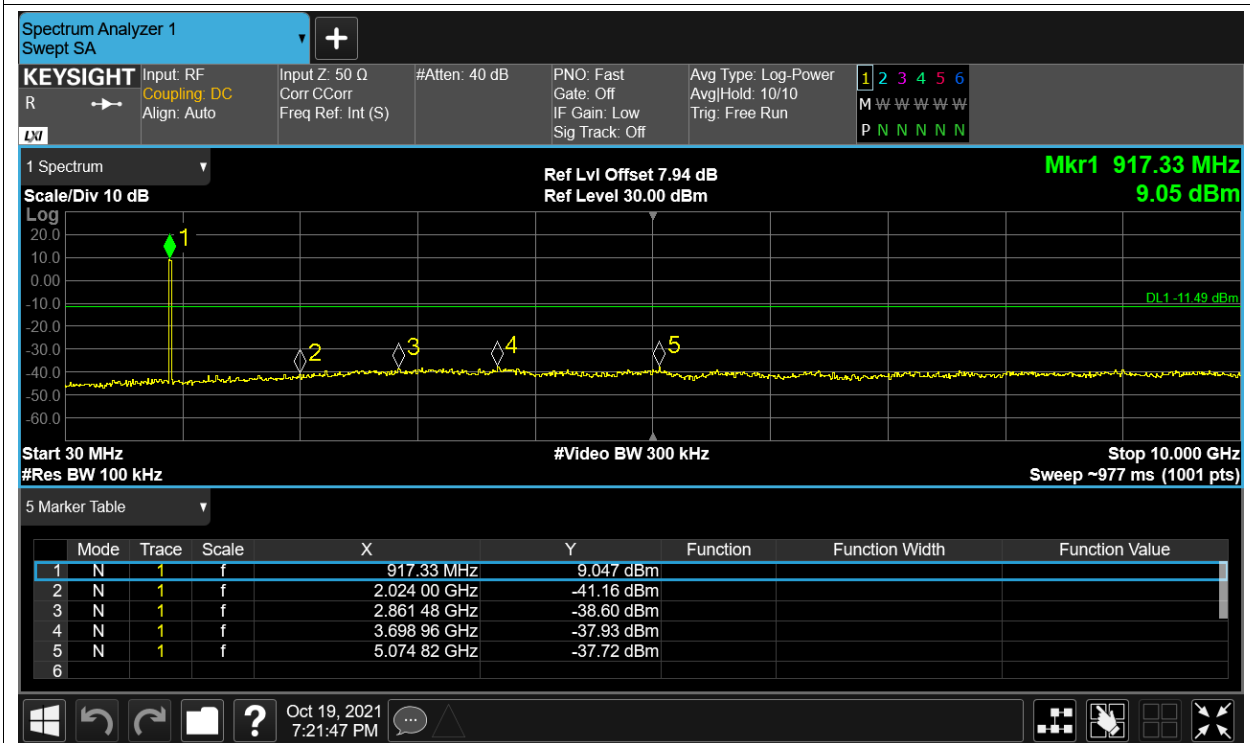 Spectrum Analyzer 1
Swept SA
KEYSIGHT Input: RF Input Z: 50 Ω #Atten: 40 dB PNO: Fast Avg Type: Log-Power 1 2 3 4 5 6
R Coupling: DC Corr CCorr Gate: Off Avg|Hold: 10/10 M W W W W W
Align: Auto Freq Ref: Int (S) IF Gain: Low Trig: Free Run
LXI Sig Track: Off P N N N N N
1 Spectrum
Ref Lvl Offset 7.94 dB Mkr1 917.33 MHz
Scale/Div 10 dB Ref Level 30.00 dBm 9.05 dBm
Log
20.0
1
10.0
0.00
-10.0 DL1 -11.49 dBm
-20.0
-30.0 2 3 4 5
-40.0
-50.0
-60.0
Start 30 MHz #Video BW 300 kHz Stop 10.000 GHz
#Res BW 100 kHz Sweep ~977 ms (1001 pts)
5 Marker Table
Mode Trace Scale X Y Function Function Width Function Value
1 N 1 f 917.33 MHz 9.047 dBm
2 N 1 f 2.024 00 GHz -41.16 dBm
3 N 1 f 2.861 48 GHz -38.60 dBm
4 N 1 f 3.698 96 GHz -37.93 dBm
5 N 1 f 5.074 82 GHz -37.72 dBm
6
? Oct 19, 2021
7:21:47 PM